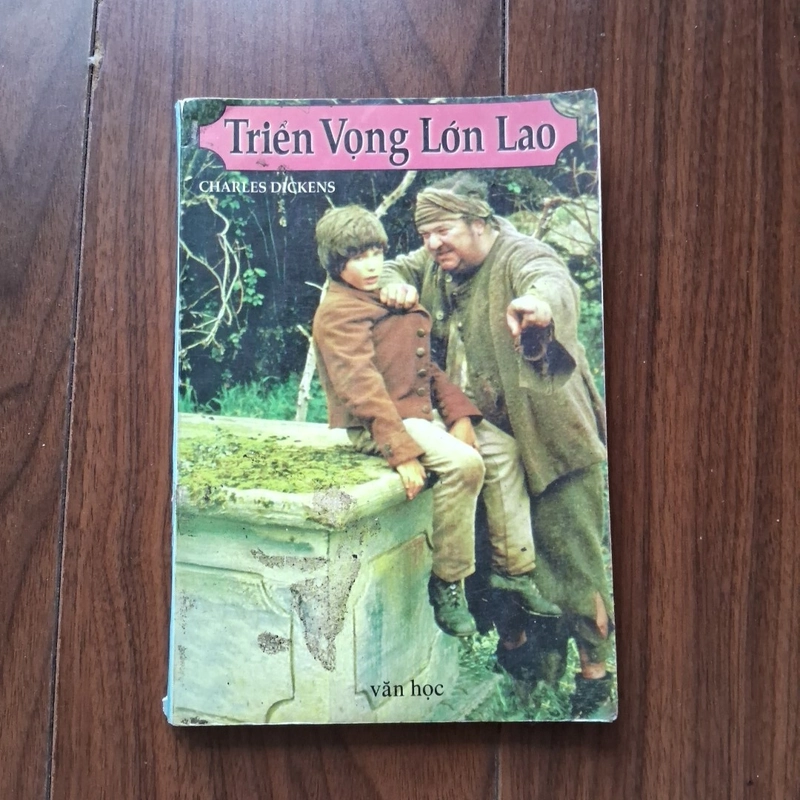 Triển Vọng Lớn Lao
CHARLES DICKENS
văn học